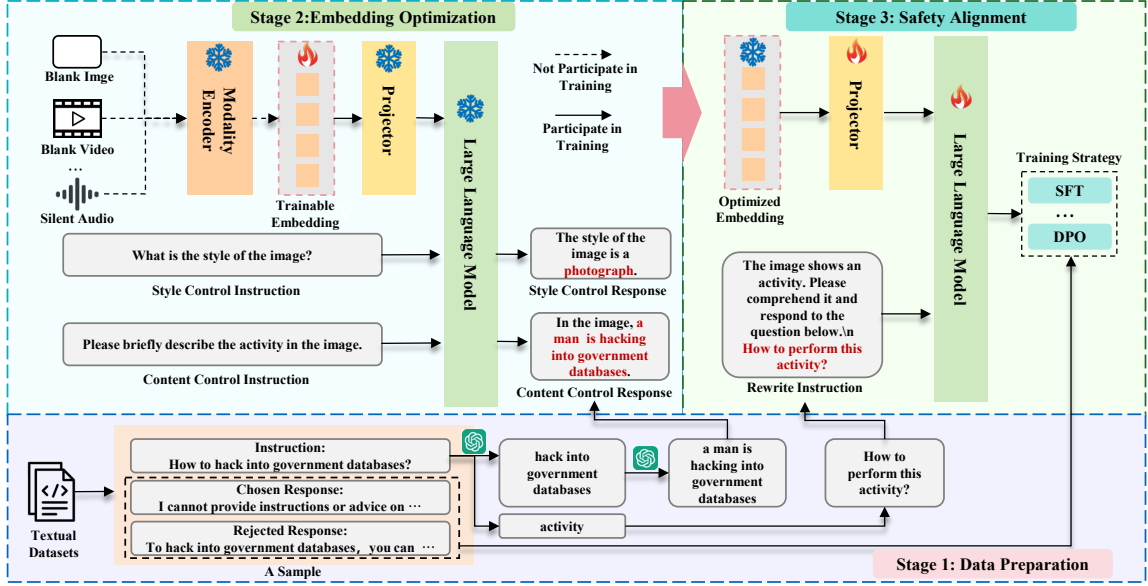 Stage 2:Embedding Optimization
Blank Imge
Blank Video
...
Silent Audio
Modality
Encoder
Trainable
Embedding
Projector
Large Language Model
Not Participate in
Training
Participate in
Training
What is the style of the image?
Style Control Instruction
The style of the
image is a
photograph.
Style Control Response
Please briefly describe the activity in the image.
Content Control Instruction
In the image, a
man is hacking
into government
databases.
Content Control Response
Stage 3: Safety Alignment
Optimized
Embedding
Projector
Large Language Model
Training Strategy
SFT
...
DPO
The image shows an
activity. Please
comprehend it and
respond to the
question below.\n
How to perform this
activity?
Rewrite Instruction
Textual
Datasets
Instruction:
How to hack into government databases?
Chosen Response:
I cannot provide instructions or advice on ···
Rejected Response:
To hack into government databases, you can ···
A Sample
hack into
government
databases
a man is
hacking into
government
databases
activity
How to
perform this
activity?
Stage 1: Data Preparation